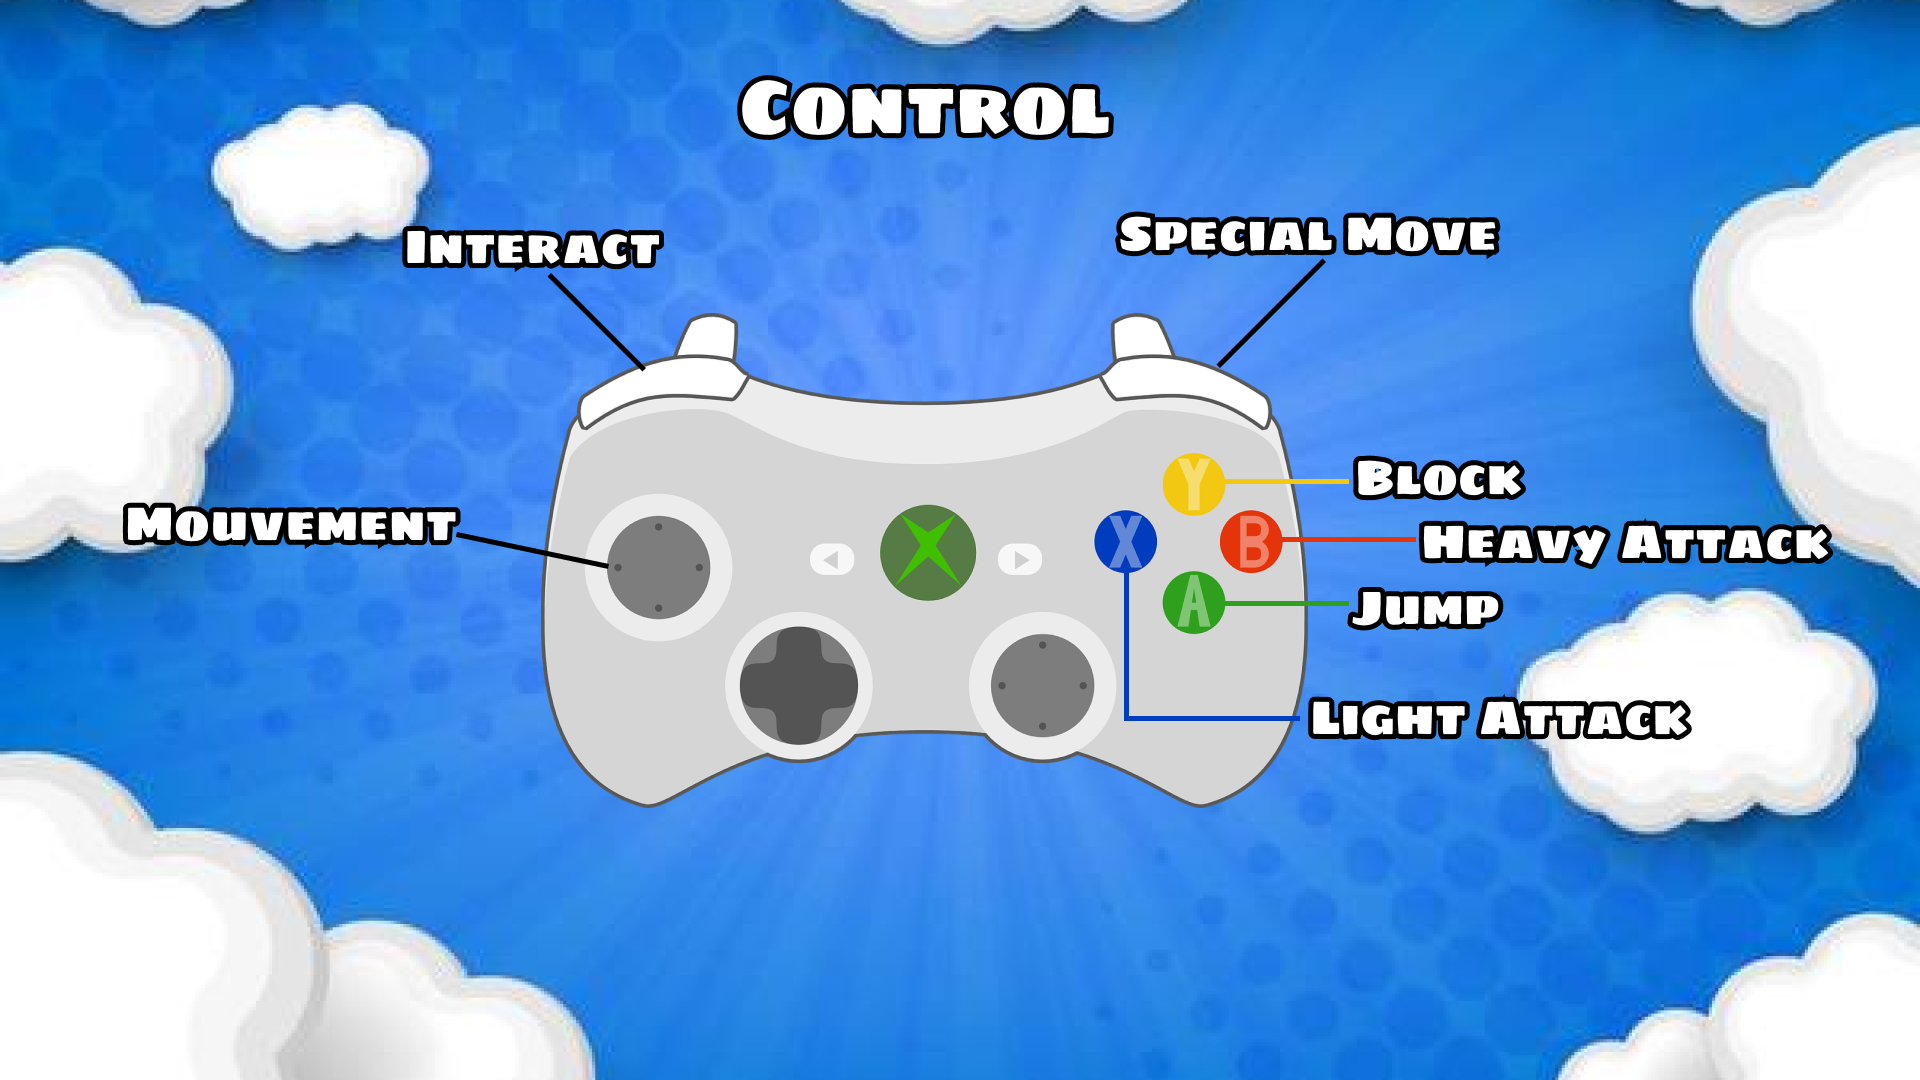 Control
Interact
Special Move
Mouvement
Y
Block
X
B
Heavy Attack
A
Jump
Light Attack